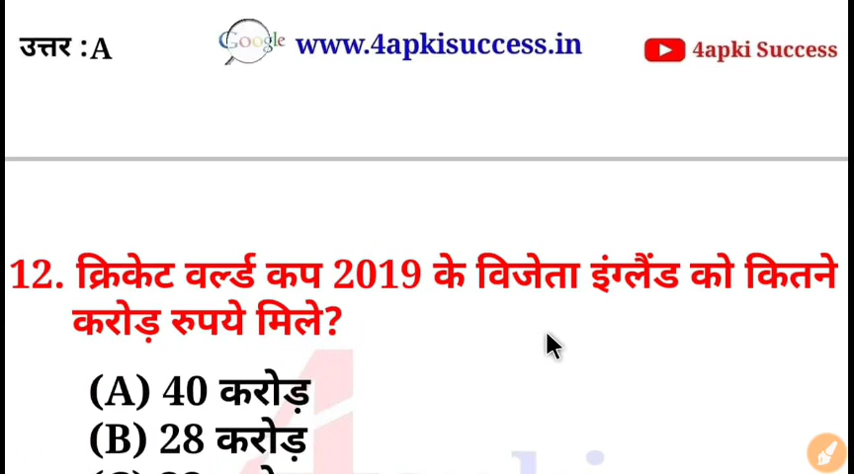 उत्तर :A Google www.4apkisuccess.in 4apki Success
12. क्रिकेट वर्ल्ड कप 2019 के विजेता इंग्लैंड को कितने
करोड़ रुपये मिले?
(A) 40 करोड़
(B) 28 करोड़